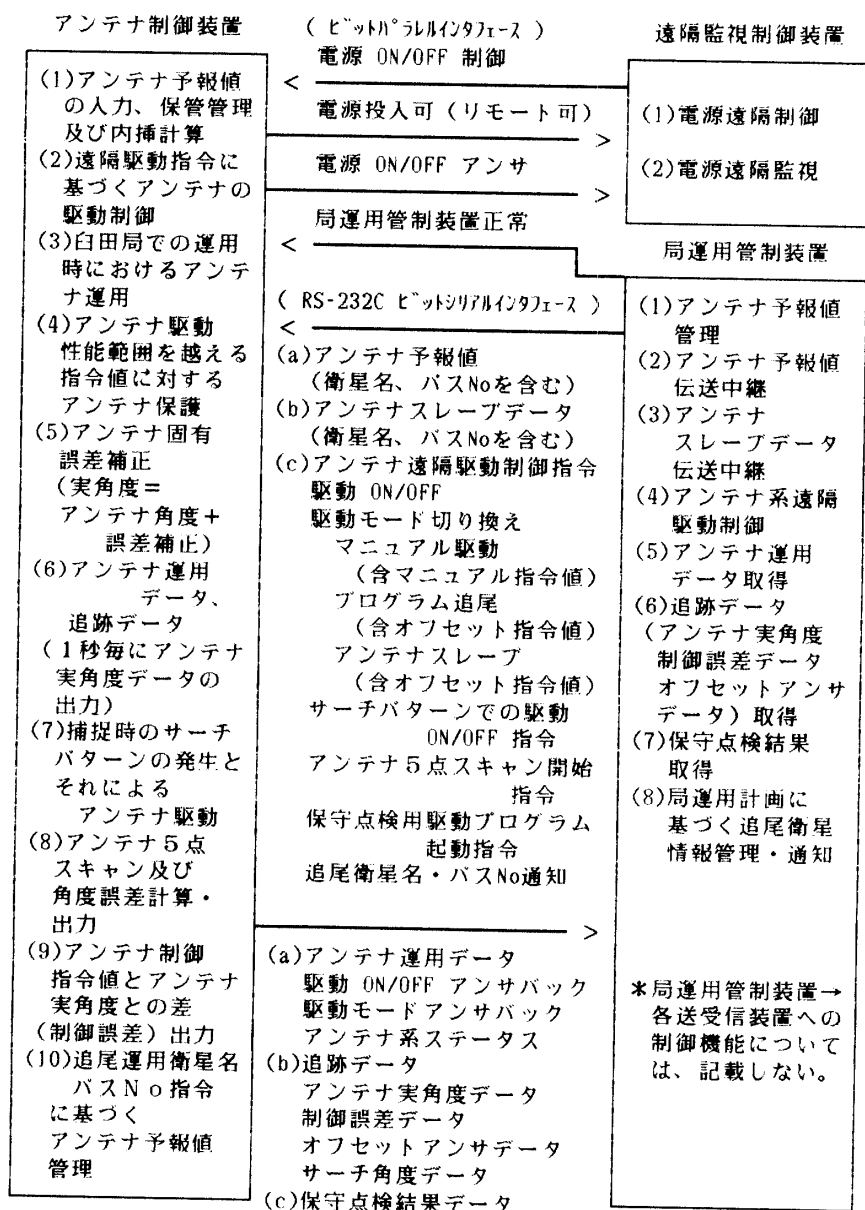 アンテナ制御装置
(1)アンテナ予報値
の入力、保管管理
及び内挿計算
(2)遠隔駆動指令に
基づくアンテナの
駆動制御
(3)臼田局での運用
時におけるアンテ
ナ運用
(4)アンテナ駆動
性能範囲を越える
指令値に対する
アンテナ保護
(5)アンテナ固有
誤差補正
(実角度=
アンテナ角度+
誤差補正)
(6)アンテナ運用
データ、
追跡データ
(1秒毎にアンテナ
実角度データの
出力)
(7)捕捉時のサーチ
パターンの発生と
それによる
アンテナ駆動
(8)アンテナ5点
スキャン及び
角度誤差計算・
出力
(9)アンテナ制御
指令値とアンテナ
実角度との差
(制御誤差)出力
(10)追尾運用衛星名
パスNo指令
に基づく
アンテナ予報値
管理
( ビットパラレルインタフェース )
電源 ON/OFF 制御
<
電源投入可(リモート可)
>
電源 ON/OFF アンサ
>
局運用管制装置正常
<
( RS-232C ビットシリアルインタフェース )
<
(a)アンテナ予報値
(衛星名、パスNoを含む)
(b)アンテナスレーブデータ
(衛星名、パスNoを含む)
(c)アンテナ遠隔駆動制御指令
駆動 ON/OFF
駆動モード切り換え
マニュアル駆動
(含マニュアル指令値)
プログラム追尾
(含オフセット指令値)
アンテナスレーブ
(含オフセット指令値)
サーチパターンでの駆動
ON/OFF 指令
アンテナ5点スキャン開始
指令
保守点検用駆動プログラム
起動指令
追尾衛星名・パスNo通知
>
(a)アンテナ運用データ
駆動 ON/OFF アンサバック
駆動モードアンサバック
アンテナ系ステータス
(b)追跡データ
アンテナ実角度データ
制御誤差データ
オフセットアンサデータ
サーチ角度データ
(c)保守点検結果データ
遠隔監視制御装置
(1)電源遠隔制御
(2)電源遠隔監視
局運用管制装置
(1)アンテナ予報値
管理
(2)アンテナ予報値
伝送中継
(3)アンテナ
スレーブデータ
伝送中継
(4)アンテナ系遠隔
駆動制御
(5)アンテナ運用
データ取得
(6)追跡データ
(アンテナ実角度
制御誤差データ
オフセットアンサ
データ)取得
(7)保守点検結果
取得
(8)局運用計画に
基づく追尾衛星
情報管理・通知
*局運用管制装置→
各送受信装置への
制御機能について
は、記載しない。